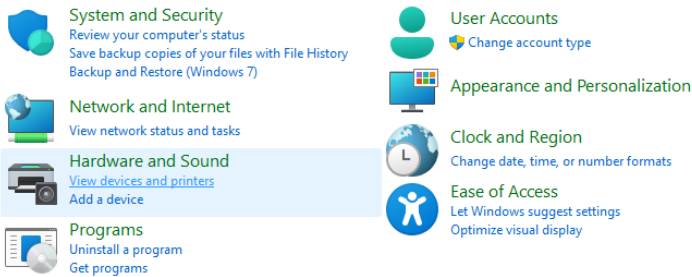 System and Security
Review your computer's status
Save backup copies of your files with File History
Backup and Restore (Windows 7)
Network and Internet
View network status and tasks
Hardware and Sound
View devices and printers
Add a device
Programs
Uninstall a program
Get programs
User Accounts
Change account type
Appearance and Personalization
Clock and Region
Change date, time, or number formats
Ease of Access
Let Windows suggest settings
Optimize visual display